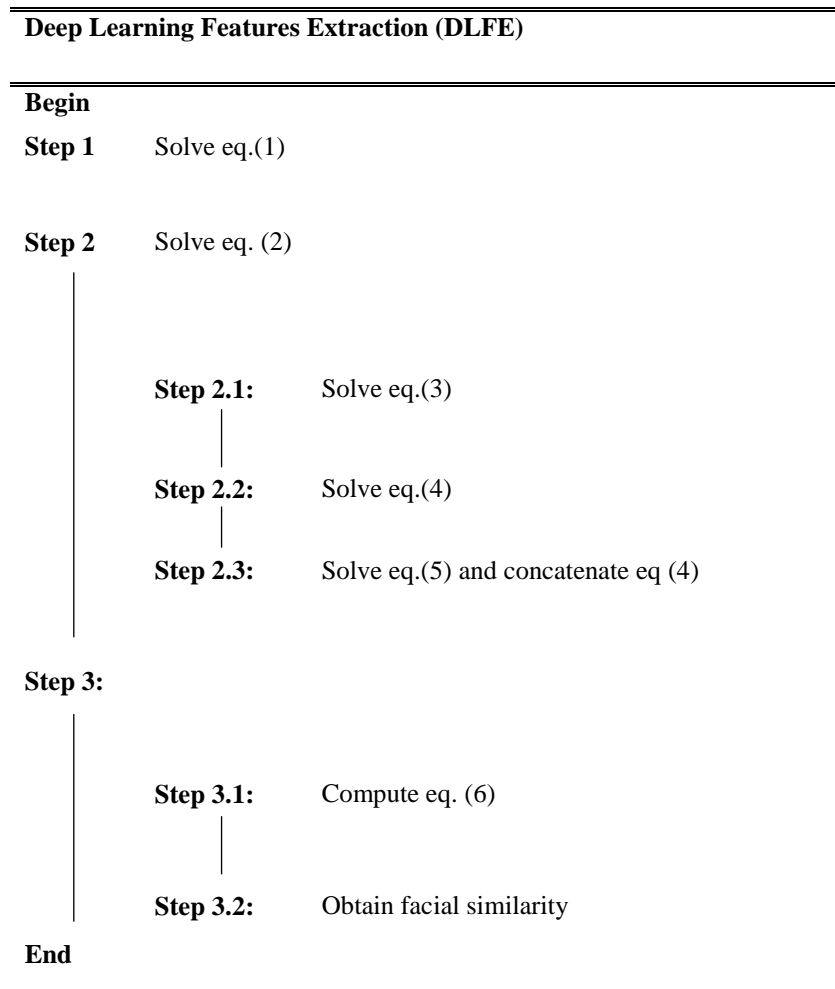 Deep Learning Features Extraction (DLFE)
Begin
Step 1 Solve eq.(1)
Step 2 Solve eq. (2)
Step 2.1: Solve eq.(3)
Step 2.2: Solve eq.(4)
Step 2.3: Solve eq.(5) and concatenate eq (4)
Step 3:
Step 3.1: Compute eq. (6)
Step 3.2: Obtain facial similarity
End